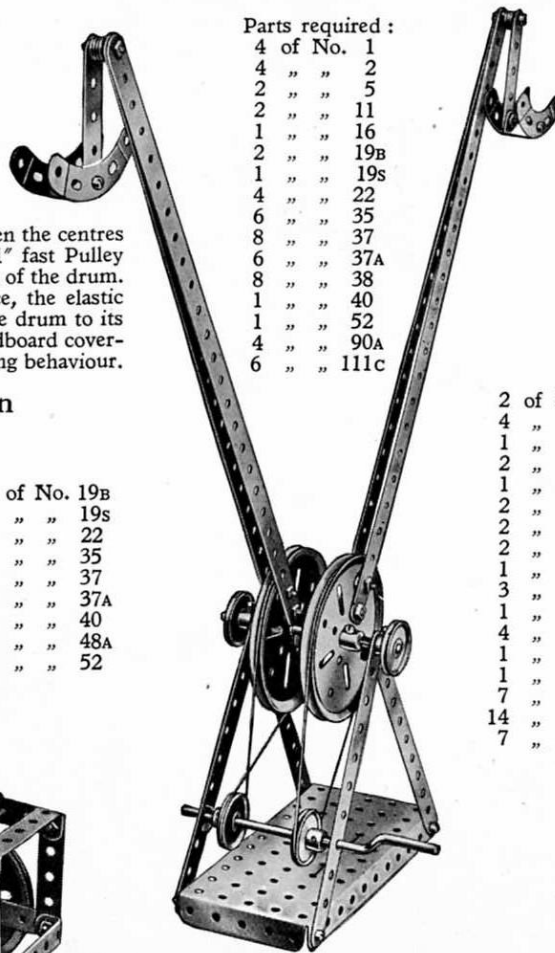 Parts required :
4 of No. 1
4 „ „ 2
2 „ „ 5
2 „ „ 11
1 „ „ 16
2 „ „ 19B
1 „ „ 19s
4 „ „ 22
6 „ „ 35
8 „ „ 37
6 „ „ 37A
8 „ „ 38
1 „ „ 40
1 „ „ 52
4 „ „ 90A
6 „ „ 111c
en the centres
1″ fast Pulley
of the drum.
ce, the elastic
e drum to its
dboard cover-
ng behaviour.
n
of No. 19B
„ „ 19s
„ „ 22
„ „ 35
„ „ 37
„ „ 37A
„ „ 40
„ „ 48A
„ „ 52
2 of
4 „
1 „
2 „
1 „
2 „
2 „
2 „
1 „
3 „
1 „
4 „
1 „
1 „
7 „
14 „
7 „